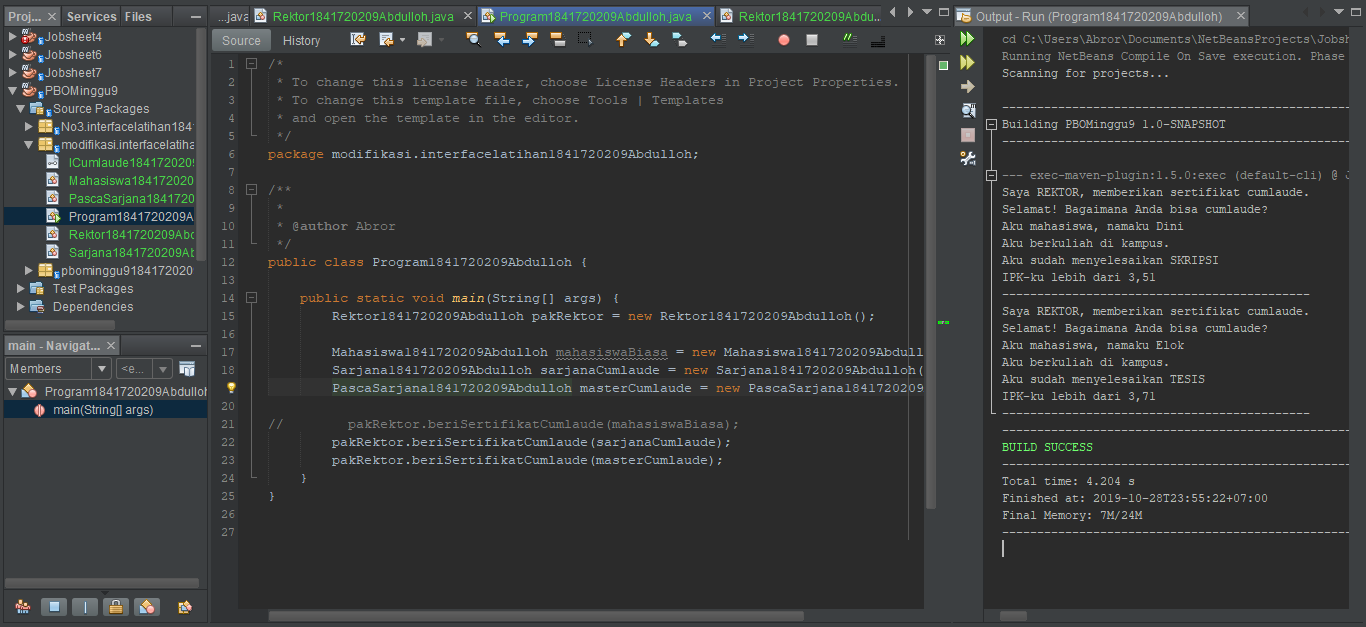 Proj...
Services
Files
Jobsheet4
Jobsheet6
Jobsheet7
PBOMinggu9
Source Packages
No3.interfacelatihan184
modifikasi.interfacelatiha
ICumlaude184172020
Mahasiswa184172020
PascaSarjana1841720
Program1841720209A
Rektor1841720209Abc
Sarjana1841720209Ab
pbominggu9184172020
Test Packages
Dependencies
main - Navigat...
Members
<e...
Program1841720209Abdulloh
main(String[] args)
...java
Rektor1841720209Abdulloh.java
Program1841720209Abdulloh.java
Rektor1841720209Abdu...
Source
History
1 /*
2 * To change this license header, choose License Headers in Project Properties.
3 * To change this template file, choose Tools | Templates
4 * and open the template in the editor.
5 */
6 package modifikasi.interfacelatihan1841720209Abdulloh;
7
8 /**
9 *
10 * @author Abror
11 */
12 public class Program1841720209Abdulloh {
13
14 public static void main(String[] args) {
15 Rektor1841720209Abdulloh pakRektor = new Rektor1841720209Abdulloh();
16
17 Mahasiswa1841720209Abdulloh mahasiswaBiasa = new Mahasiswa1841720209Abdull
18 Sarjana1841720209Abdulloh sarjanaCumlaude = new Sarjana1841720209Abdulloh(
PascaSarjana1841720209Abdulloh masterCumlaude = new PascaSarjana1841720209
20
21 // pakRektor.beriSertifikatCumlaude(mahasiswaBiasa);
22 pakRektor.beriSertifikatCumlaude(sarjanaCumlaude);
23 pakRektor.beriSertifikatCumlaude(masterCumlaude);
24 }
25 }
26
27
Output - Run (Program1841720209Abdulloh)
cd C:\Users\Abror\Documents\NetBeansProjects\Jobsh
Running NetBeans Compile On Save execution. Phase
Scanning for projects...
------------------------------------------------
Building PBOMinggu9 1.0-SNAPSHOT
------------------------------------------------
--- exec-maven-plugin:1.5.0:exec (default-cli) @ J
Saya REKTOR, memberikan sertifikat cumlaude.
Selamat! Bagaimana Anda bisa cumlaude?
Aku mahasiswa, namaku Dini
Aku berkuliah di kampus.
Aku sudah menyelesaikan SKRIPSI
IPK-ku lebih dari 3,51
-------------------------------------------
Saya REKTOR, memberikan sertifikat cumlaude.
Selamat! Bagaimana Anda bisa cumlaude?
Aku mahasiswa, namaku Elok
Aku berkuliah di kampus.
Aku sudah menyelesaikan TESIS
IPK-ku lebih dari 3,71
-------------------------------------------
------------------------------------------------
BUILD SUCCESS
------------------------------------------------
Total time: 4.204 s
Finished at: 2019-10-28T23:55:22+07:00
Final Memory: 7M/24M
------------------------------------------------